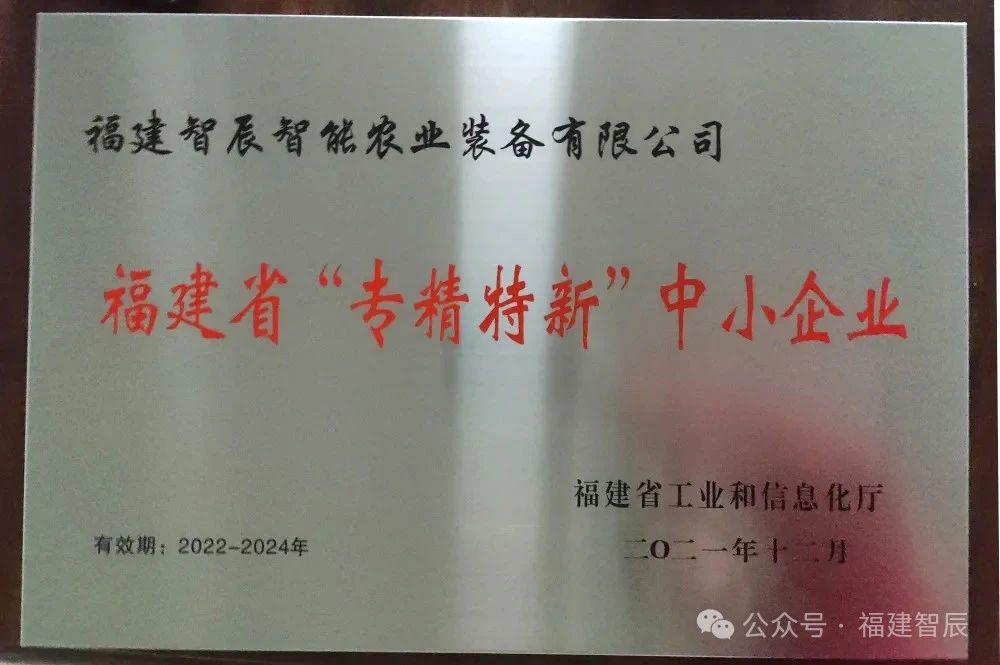 福建智辰智能农业装备有限公司
福建省“专精特新”中小企业
福建省工业和信息化厅
有效期：2022-2024年
二〇二一年十二月
公众号·福建智辰